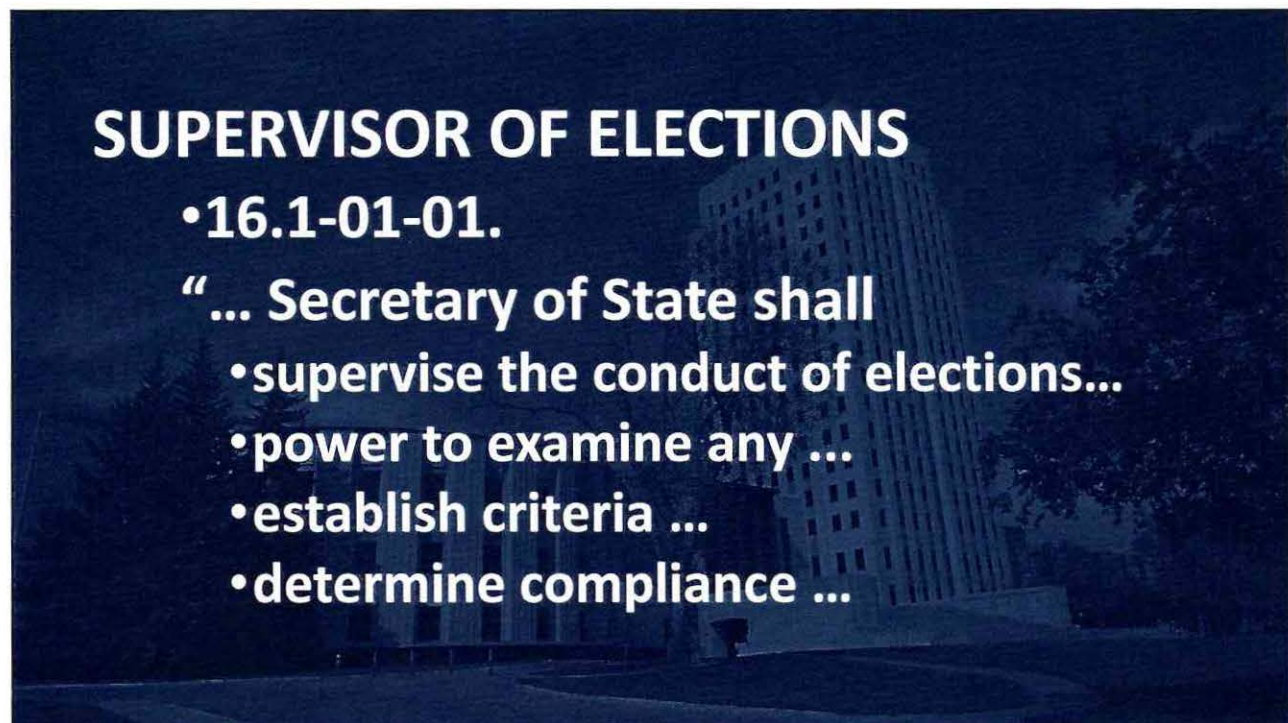 SUPERVISOR OF ELECTIONS
•16.1-01-01.
“... Secretary of State shall
•supervise the conduct of elections...
•power to examine any ...
•establish criteria ...
•determine compliance ...